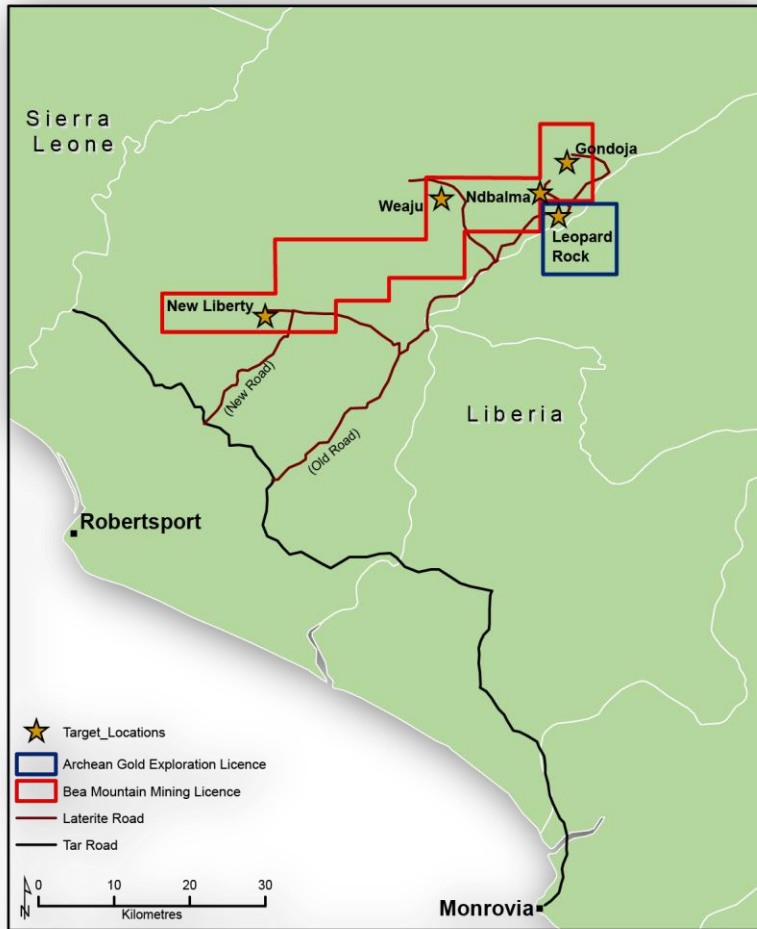 Sierra
Leone
Gondoja
Weaju
Ndbalma
Leopard
Rock
New Liberty
(New Road)
(Old Road)
Liberia
Robertsport
Target_Locations
Archean Gold Exploration Licence
Bea Mountain Mining Licence
Laterite Road
Tar Road
N
0 10 20 30
Kilometres
Monrovia